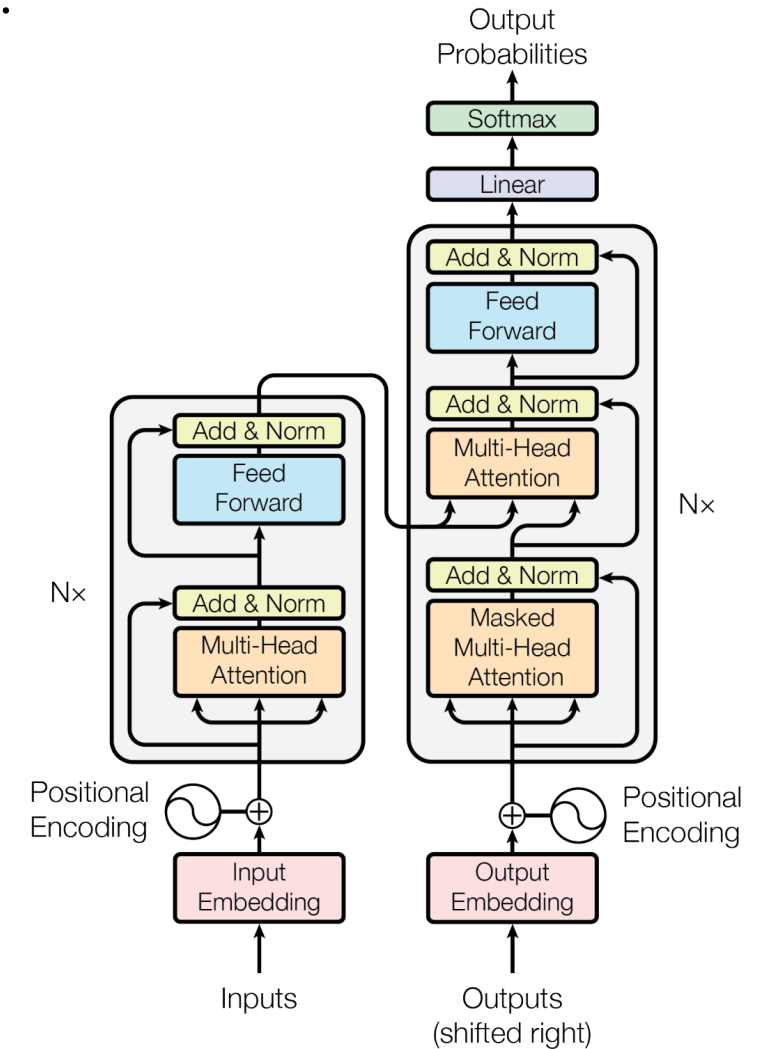 Output
Probabilities
Softmax
Linear
Add & Norm
Feed
Forward
Add & Norm
Multi-Head
Attention
Add & Norm
Masked
Multi-Head
Attention
N×
Add & Norm
Feed
Forward
Add & Norm
Multi-Head
Attention
N×
Positional
Encoding
Positional
Encoding
Input
Embedding
Output
Embedding
Inputs
Outputs
(shifted right)